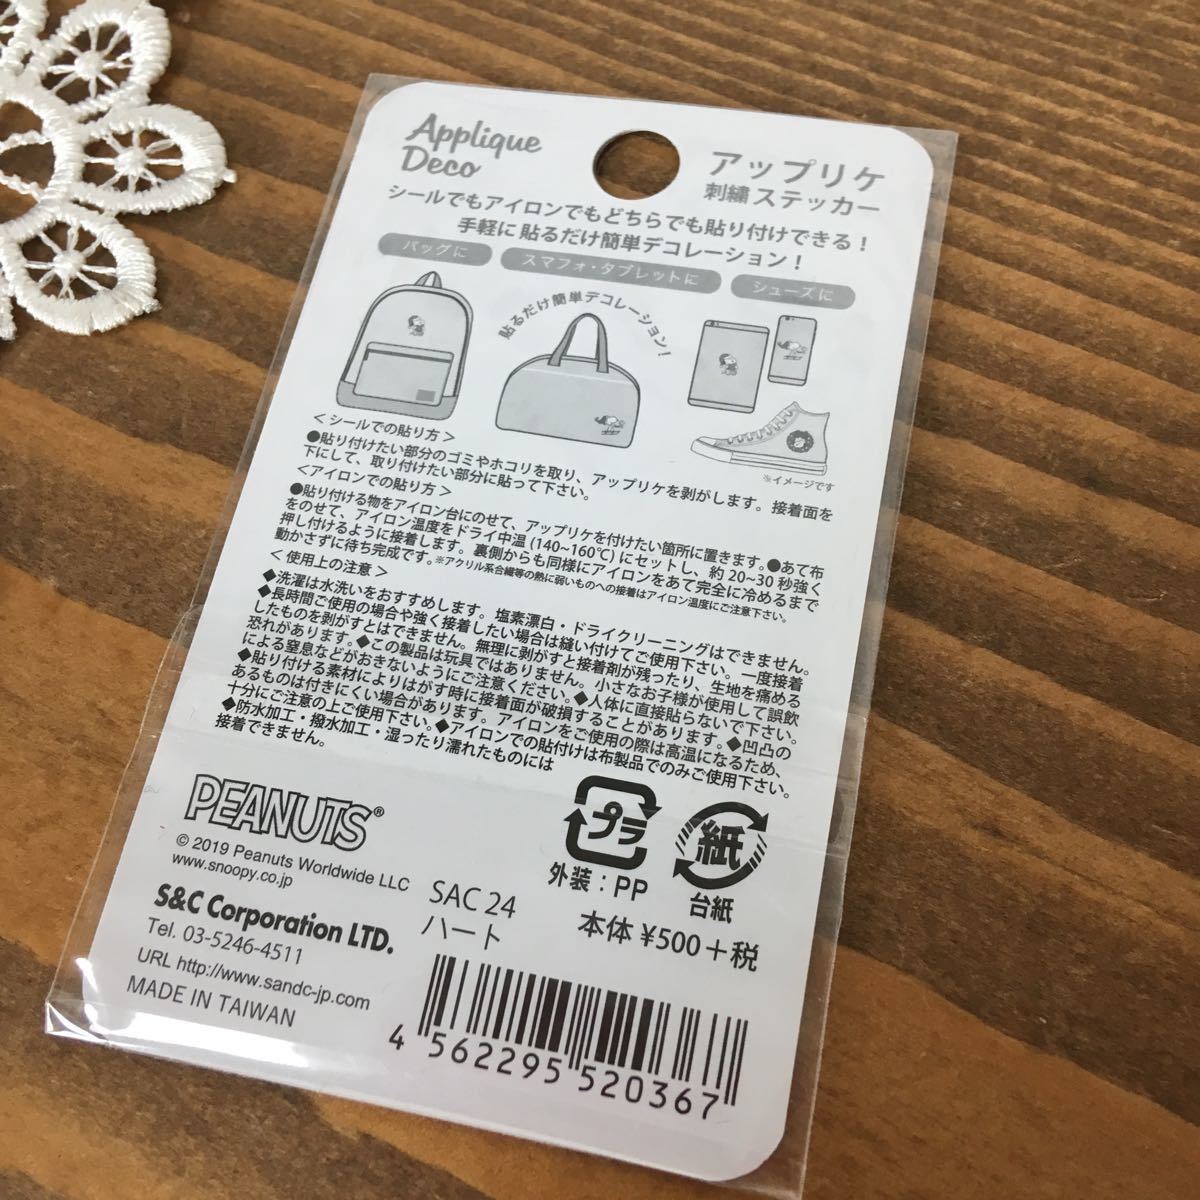 Applique
Deco
アップリケ
刺繍 ステッカー
シールでもアイロンでもどちらでも貼り付けできる！
手軽に 貼るだけ簡単デコレーション！
バッグに
スマフォ・タブレットに
シューズに
貼るだけ簡単デコレーション！
※イメージです
＜シールでの貼り方＞
●貼り付けたい部分のゴミやホコリを取り、アップリケを剥がします。接着面を
下にして、取り付けたい部分に貼って下さい。
＜アイロンでの貼り方＞
●貼り付ける物をアイロン台にのせて、アップリケを付けたい箇所に置きます。●あて布
をのせて、アイロン温度をドライ中温(140~160℃)にセットし、約20~30秒強く
押し付けるように接着します。裏側からも同様にアイロンをあて完全に冷めるまで
動かさずに待ち完成です。※アクリル系合繊等の熱に弱いものへの接着はアイロン温度にご注意下さい。
＜使用上の注意＞
◆洗濯は水洗いをおすすめします。塩素漂白・ドライクリーニングはできません。
◆長時間ご使用の場合や強く接着したい場合は縫い付けてご使用下さい。一度接着
したものを剥がすとはできません。無理に剥がすと接着剤が残ったり、生地を痛める
恐れがあります。◆この製品は玩具ではありません。小さなお子様が使用して誤飲
による窒息などがおきないようにご注意ください。◆人体に直接貼らないで下さい。
◆貼り付ける素材によりはがす時に接着面が破損することがあります。◆凹凸の
あるものは付きにくい場合があります。アイロンをご使用の際は高温になるため、
十分にご注意の上ご使用下さい。◆アイロンでの貼付けは布製品でのみご使用下さい。
◆防水加工・撥水加工・湿ったり濡れたものには
接着できません。
PEANUTS®
© 2019 Peanuts Worldwide LLC
www.snoopy.co.jp
S&C Corporation LTD.
Tel. 03-5246-4511
URL http://www.sandc-jp.com
MADE IN TAIWAN
SAC 24
ハート
プラ
外装：PP
紙
台紙
本体 ¥500＋税
4 562295 520367